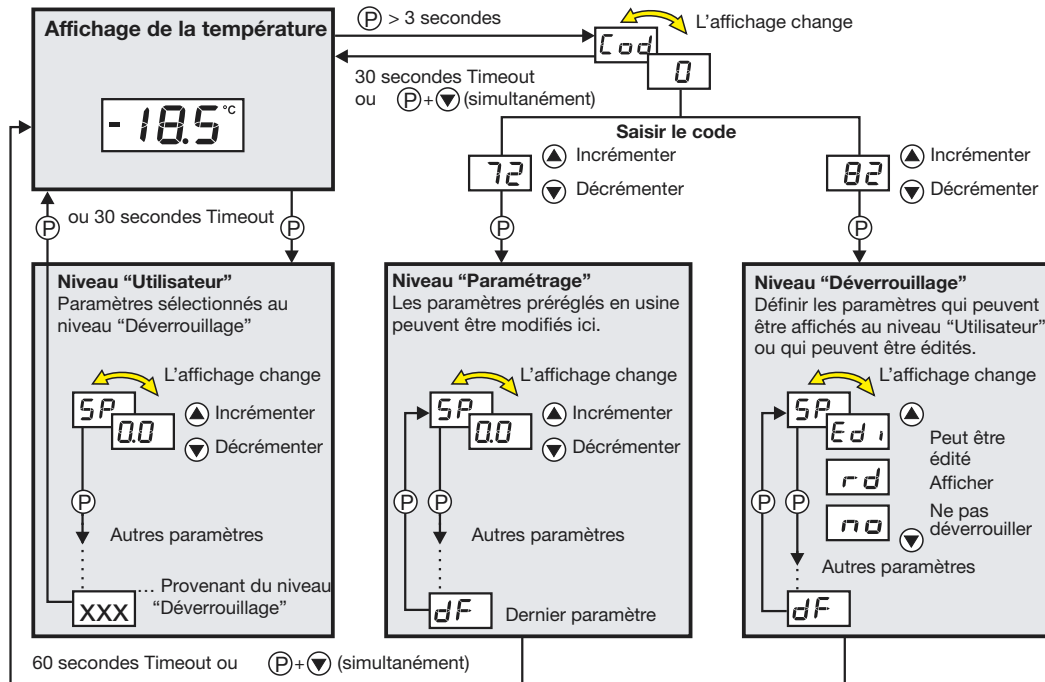 Affichage de la température
-18.5 °C
P > 3 secondes
L'affichage change
Cod
0
30 secondes Timeout
ou P+▼ (simultanément)
Saisir le code
72
Incrémenter
Décrémenter
82
Incrémenter
Décrémenter
P
ou 30 secondes Timeout
P
P
P
Niveau “Utilisateur”
Paramètres sélectionnés au
niveau “Déverrouillage”
L'affichage change
SP
0.0
Incrémenter
Décrémenter
P
Autres paramètres
xxx
... Provenant du niveau
“Déverrouillage”
Niveau “Paramétrage”
Les paramètres préréglés en usine
peuvent être modifiés ici.
L'affichage change
SP
0.0
Incrémenter
Décrémenter
P
P
Autres paramètres
dF
Dernier paramètre
Niveau “Déverrouillage”
Définir les paramètres qui peuvent
être affichés au niveau “Utilisateur”
ou qui peuvent être édités.
L'affichage change
SP
Edi
Peut être
édité
rd
Afficher
no
Ne pas
déverrouiller
P
P
Autres paramètres
dF
60 secondes Timeout ou P+▼ (simultanément)